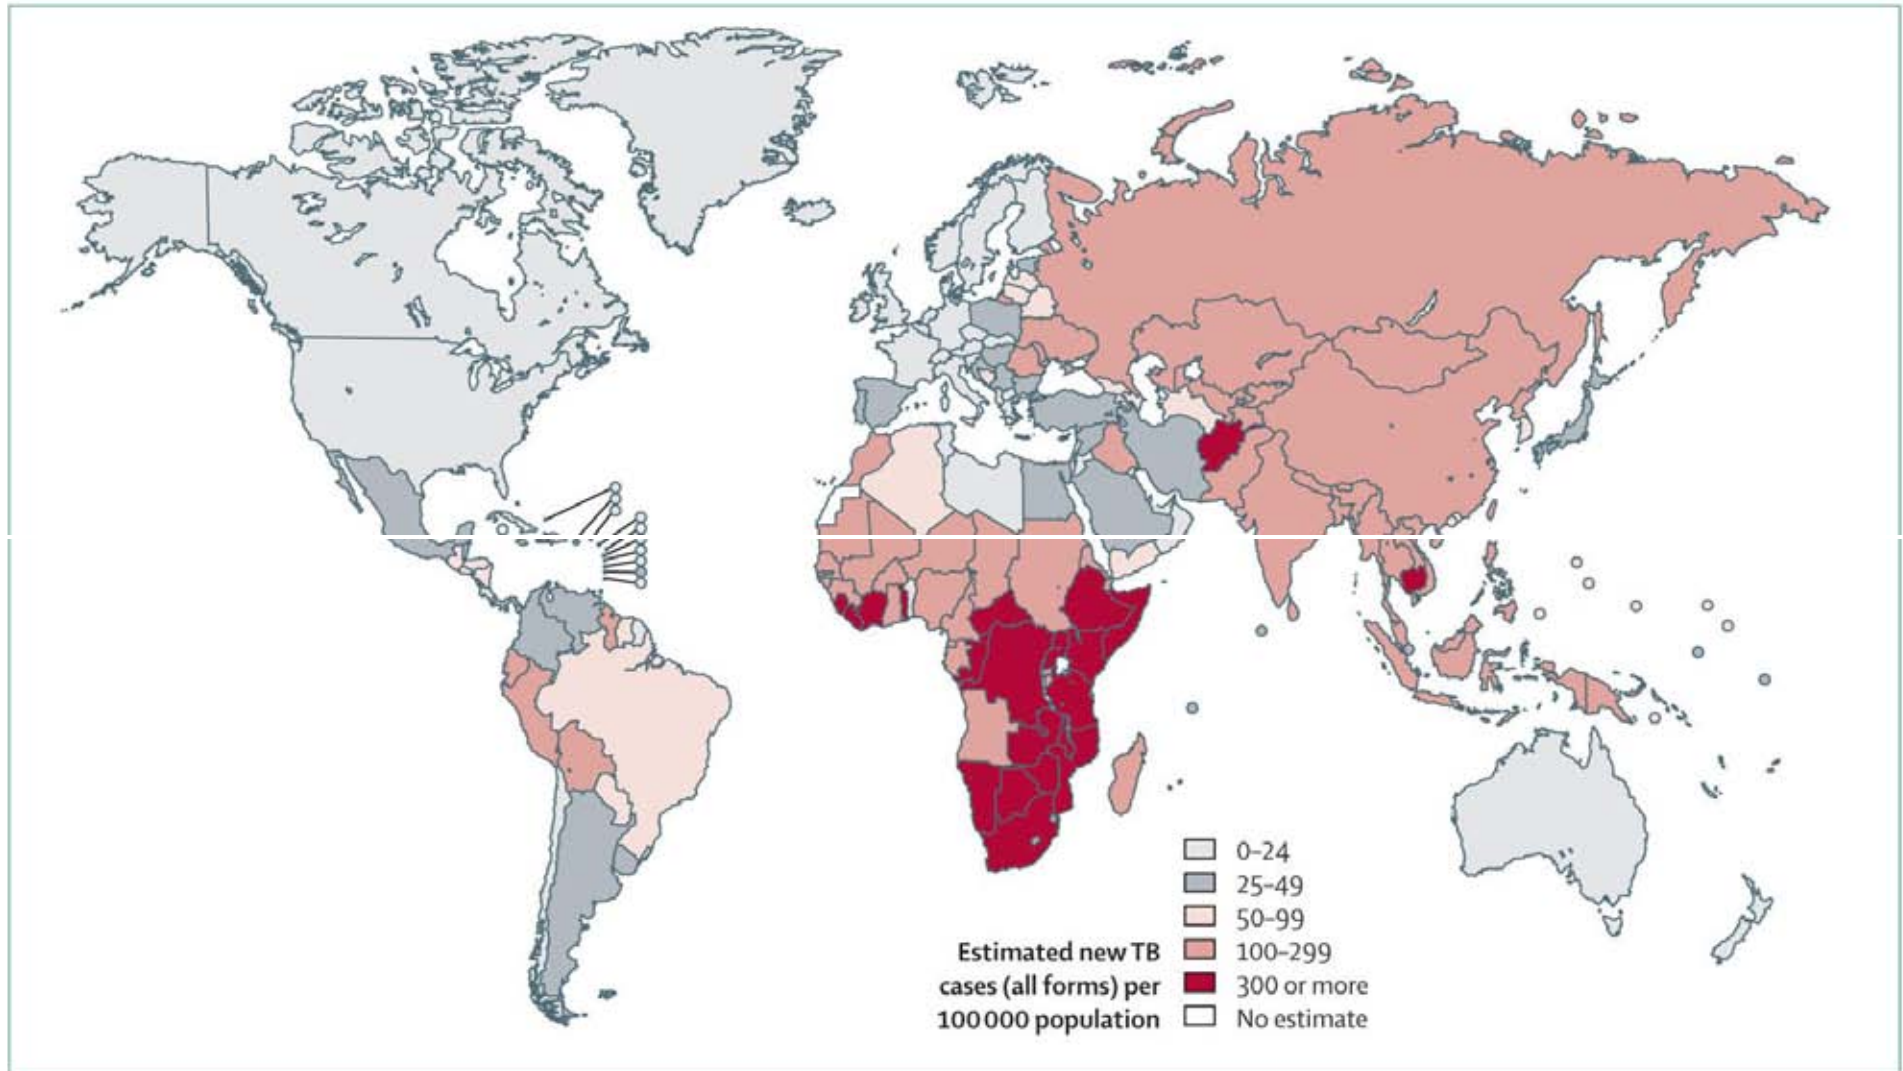 0–24
25–49
50–99
Estimated new TB 100–299
cases (all forms) per 300 or more
100 000 population No estimate